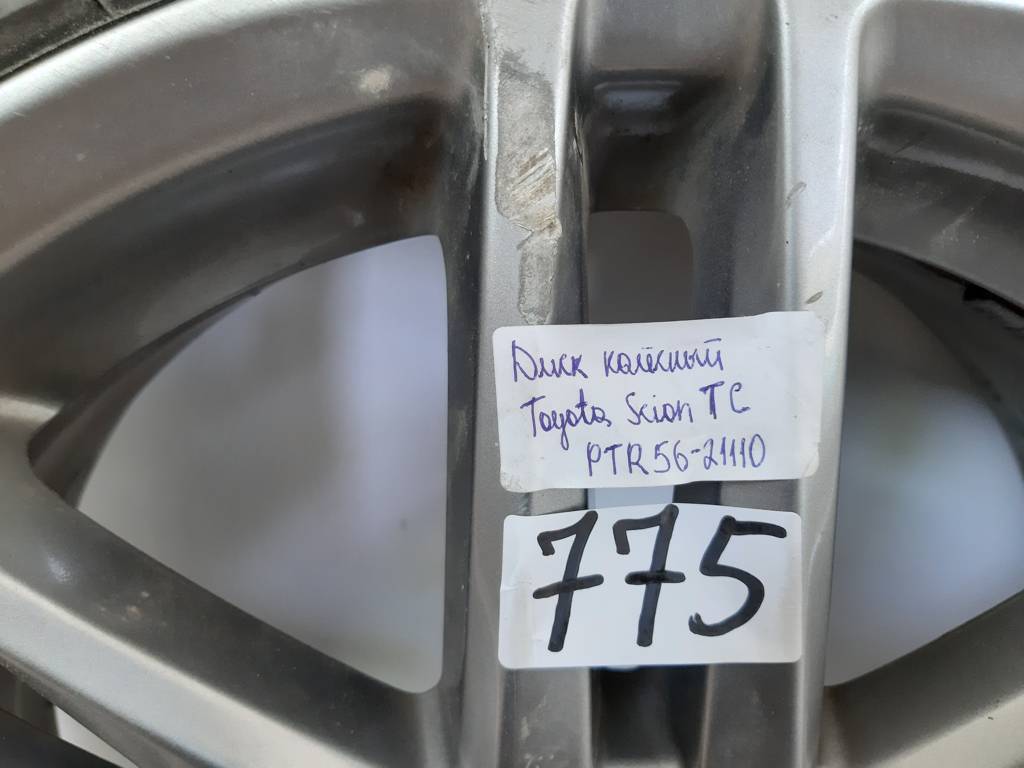 Диск колёсный
Toyota Scion TC
PTR56-21110
775